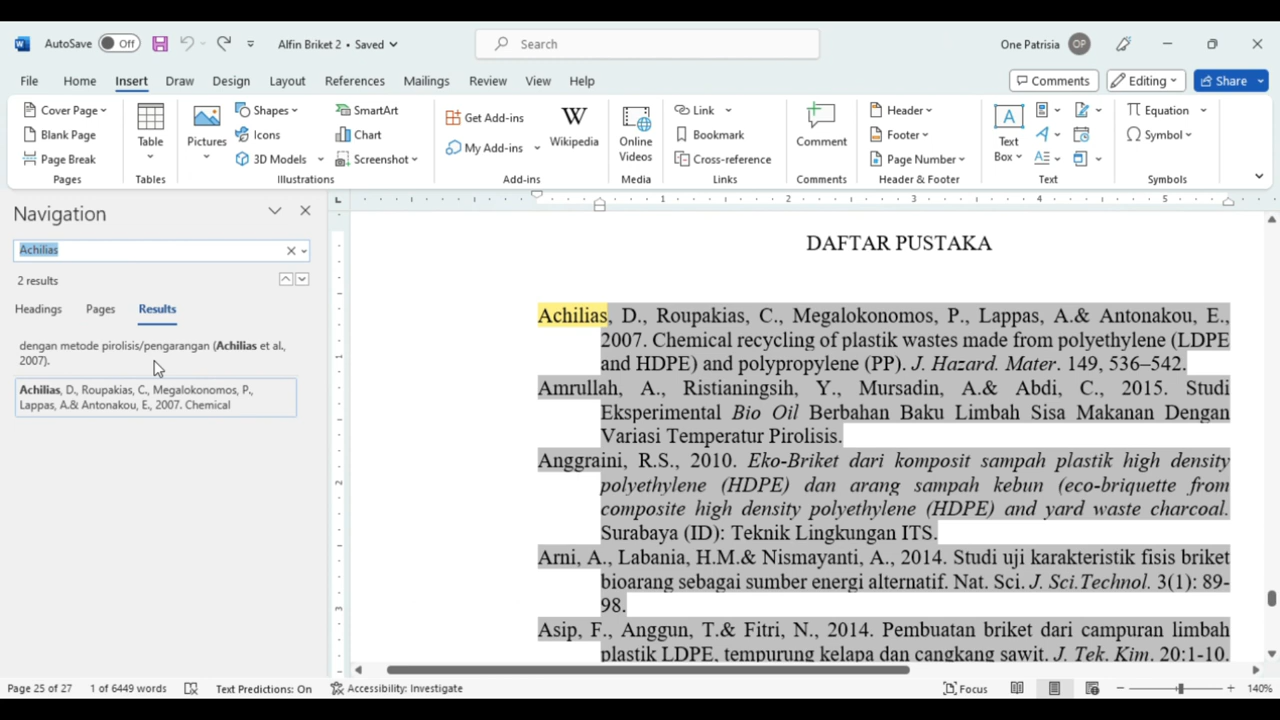 AutoSave Off Alfin Briket 2 • Saved Search One Patrisia OP
File Home Insert Draw Design Layout References Mailings Review View Help Comments Editing Share
Cover Page
Blank Page
Page Break
Pages
Table
Tables
Pictures
Shapes
Icons
3D Models
SmartArt
Chart
Screenshot
Illustrations
Get Add-ins
My Add-ins
Wikipedia
Add-ins
Online
Videos
Media
Link
Bookmark
Cross-reference
Links
Comment
Comments
Header
Footer
Page Number
Header & Footer
Text
Box
Text
Equation
Symbol
Symbols
Navigation
Achilias
2 results
Headings Pages Results
dengan metode pirolisis/pengarangan (Achilias et al.,
2007).
Achilias, D., Roupakias, C., Megalokonomos, P.,
Lappas, A.& Antonakou, E., 2007. Chemical
1 2 3 4 5
1
2
3
DAFTAR PUSTAKA
Achilias, D., Roupakias, C., Megalokonomos, P., Lappas, A.& Antonakou, E.,
2007. Chemical recycling of plastik wastes made from polyethylene (LDPE
and HDPE) and polypropylene (PP). J. Hazard. Mater. 149, 536–542.
Amrullah, A., Ristianingsih, Y., Mursadin, A.& Abdi, C., 2015. Studi
Eksperimental Bio Oil Berbahan Baku Limbah Sisa Makanan Dengan
Variasi Temperatur Pirolisis.
Anggraini, R.S., 2010. Eko-Briket dari komposit sampah plastik high density
polyethylene (HDPE) dan arang sampah kebun (eco-briquette from
composite high density polyethylene (HDPE) and yard waste charcoal.
Surabaya (ID): Teknik Lingkungan ITS.
Arni, A., Labania, H.M.& Nismayanti, A., 2014. Studi uji karakteristik fisis briket
bioarang sebagai sumber energi alternatif. Nat. Sci. J. Sci.Technol. 3(1): 89-
98.
Asip, F., Anggun, T.& Fitri, N., 2014. Pembuatan briket dari campuran limbah
plastik LDPE, tempurung kelapa dan cangkang sawit. J. Tek. Kim. 20:1-10.
Page 25 of 27 1 of 6449 words Text Predictions: On Accessibility: Investigate Focus 140%